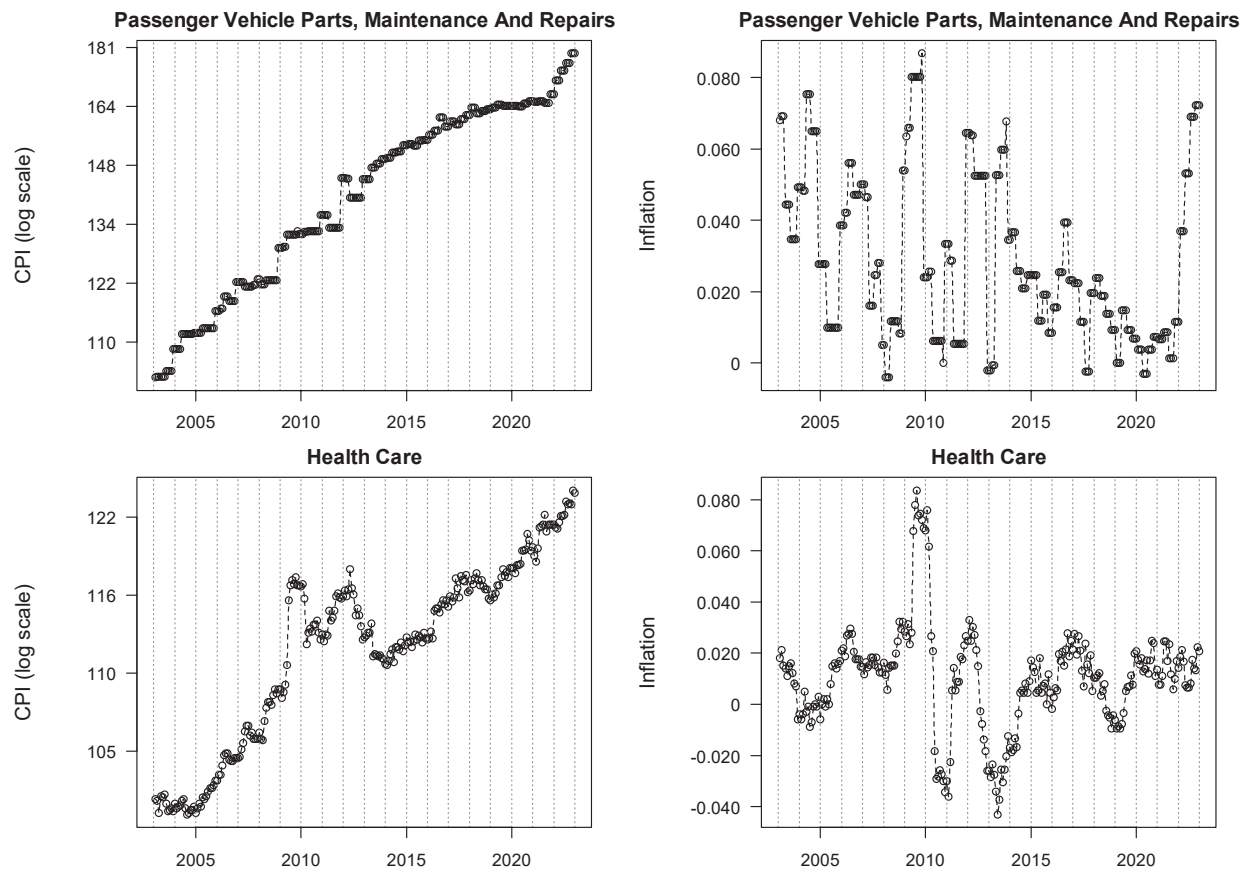 Passenger Vehicle Parts, Maintenance And Repairs
CPI (log scale)
181
164
148
134
122
110
2005 2010 2015 2020
Passenger Vehicle Parts, Maintenance And Repairs
Inflation
0.080
0.060
0.040
0.020
0
2005 2010 2015 2020
Health Care
CPI (log scale)
122
116
110
105
2005 2010 2015 2020
Health Care
Inflation
0.080
0.060
0.040
0.020
0
-0.020
-0.040
2005 2010 2015 2020